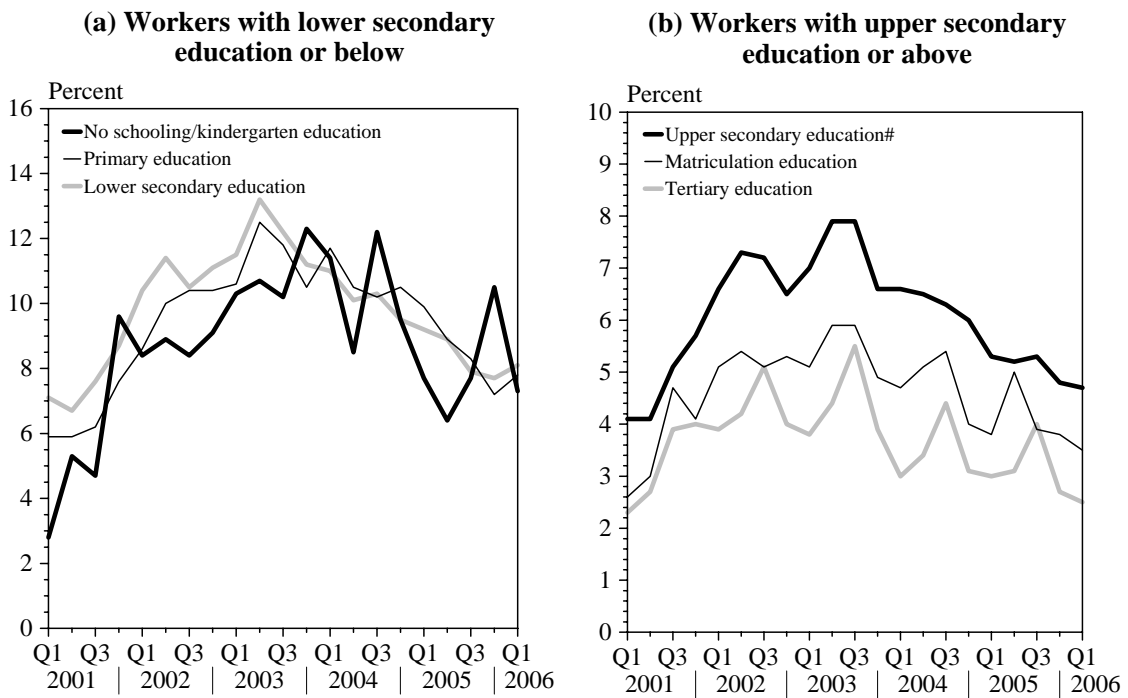 (a) Workers with lower secondary
education or below
Percent
16
14
12
10
8
6
4
2
0
No schooling/kindergarten education
Primary education
Lower secondary education
Q1 Q3 Q1 Q3 Q1 Q3 Q1 Q3 Q1 Q3 Q1
2001 2002 2003 2004 2005 2006
(b) Workers with upper secondary
education or above
Percent
10
9
8
7
6
5
4
3
2
1
0
Upper secondary education#
Matriculation education
Tertiary education
Q1 Q3 Q1 Q3 Q1 Q3 Q1 Q3 Q1 Q3 Q1
2001 2002 2003 2004 2005 2006